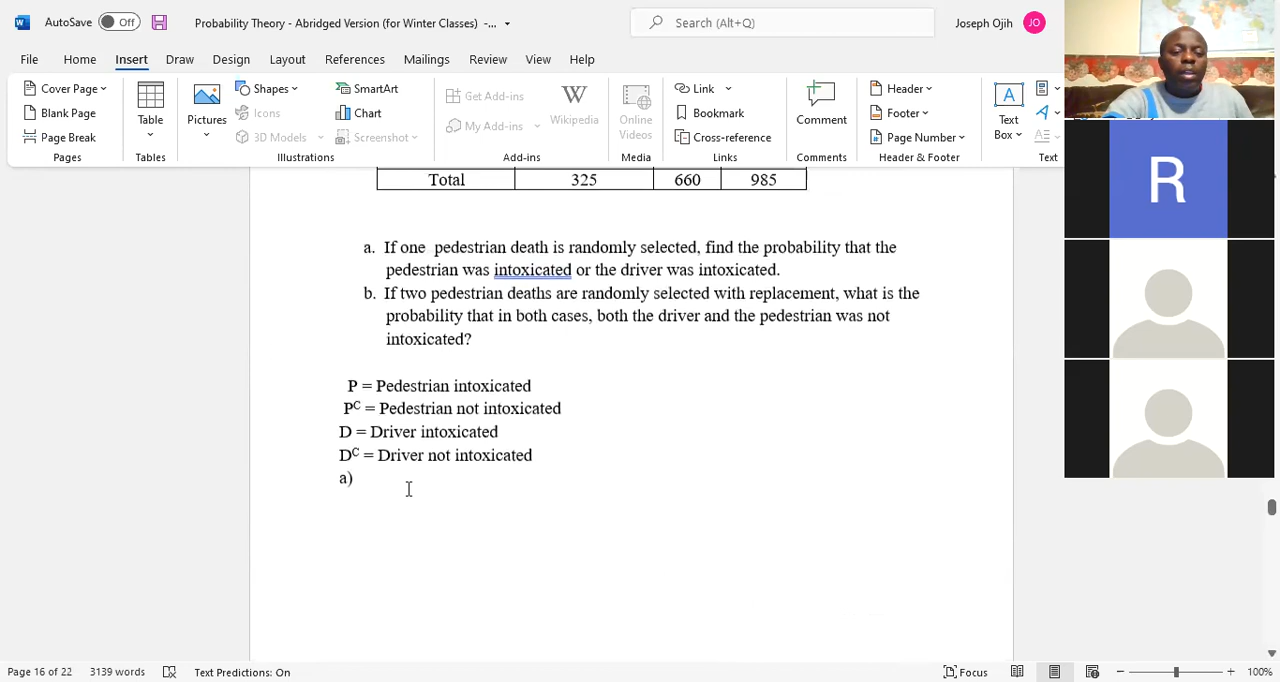 AutoSave Off Probability Theory - Abridged Version (for Winter Classes) -... Search (Alt+Q) Joseph Ojih JO
File Home Insert Draw Design Layout References Mailings Review View Help
Cover Page
Blank Page
Page Break
Pages
Table
Tables
Pictures
Shapes
Icons
3D Models
SmartArt
Chart
Screenshot
Illustrations
Get Add-ins
My Add-ins
W
Wikipedia
Add-ins
Online
Videos
Media
Link
Bookmark
Cross-reference
Links
Comment
Comments
Header
Footer
Page Number
Header & Footer
A
Text
Box
Text
R
Total 325 660 985
a. If one pedestrian death is randomly selected, find the probability that the
pedestrian was intoxicated or the driver was intoxicated.
b. If two pedestrian deaths are randomly selected with replacement, what is the
probability that in both cases, both the driver and the pedestrian was not
intoxicated?
P = Pedestrian intoxicated
Pᶜ = Pedestrian not intoxicated
D = Driver intoxicated
Dᶜ = Driver not intoxicated
a)
Page 16 of 22 3139 words Text Predictions: On Focus 100%